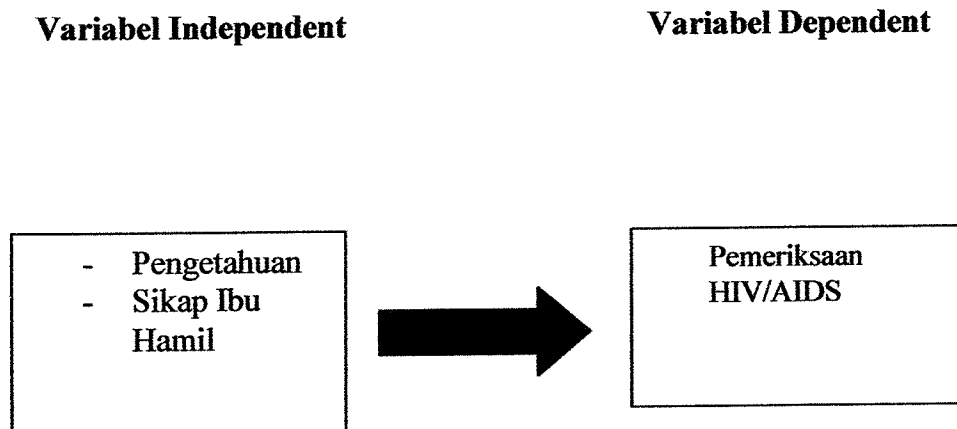 Variabel Independent
Variabel Dependent
- Pengetahuan
- Sikap Ibu
Hamil
Pemeriksaan
HIV/AIDS